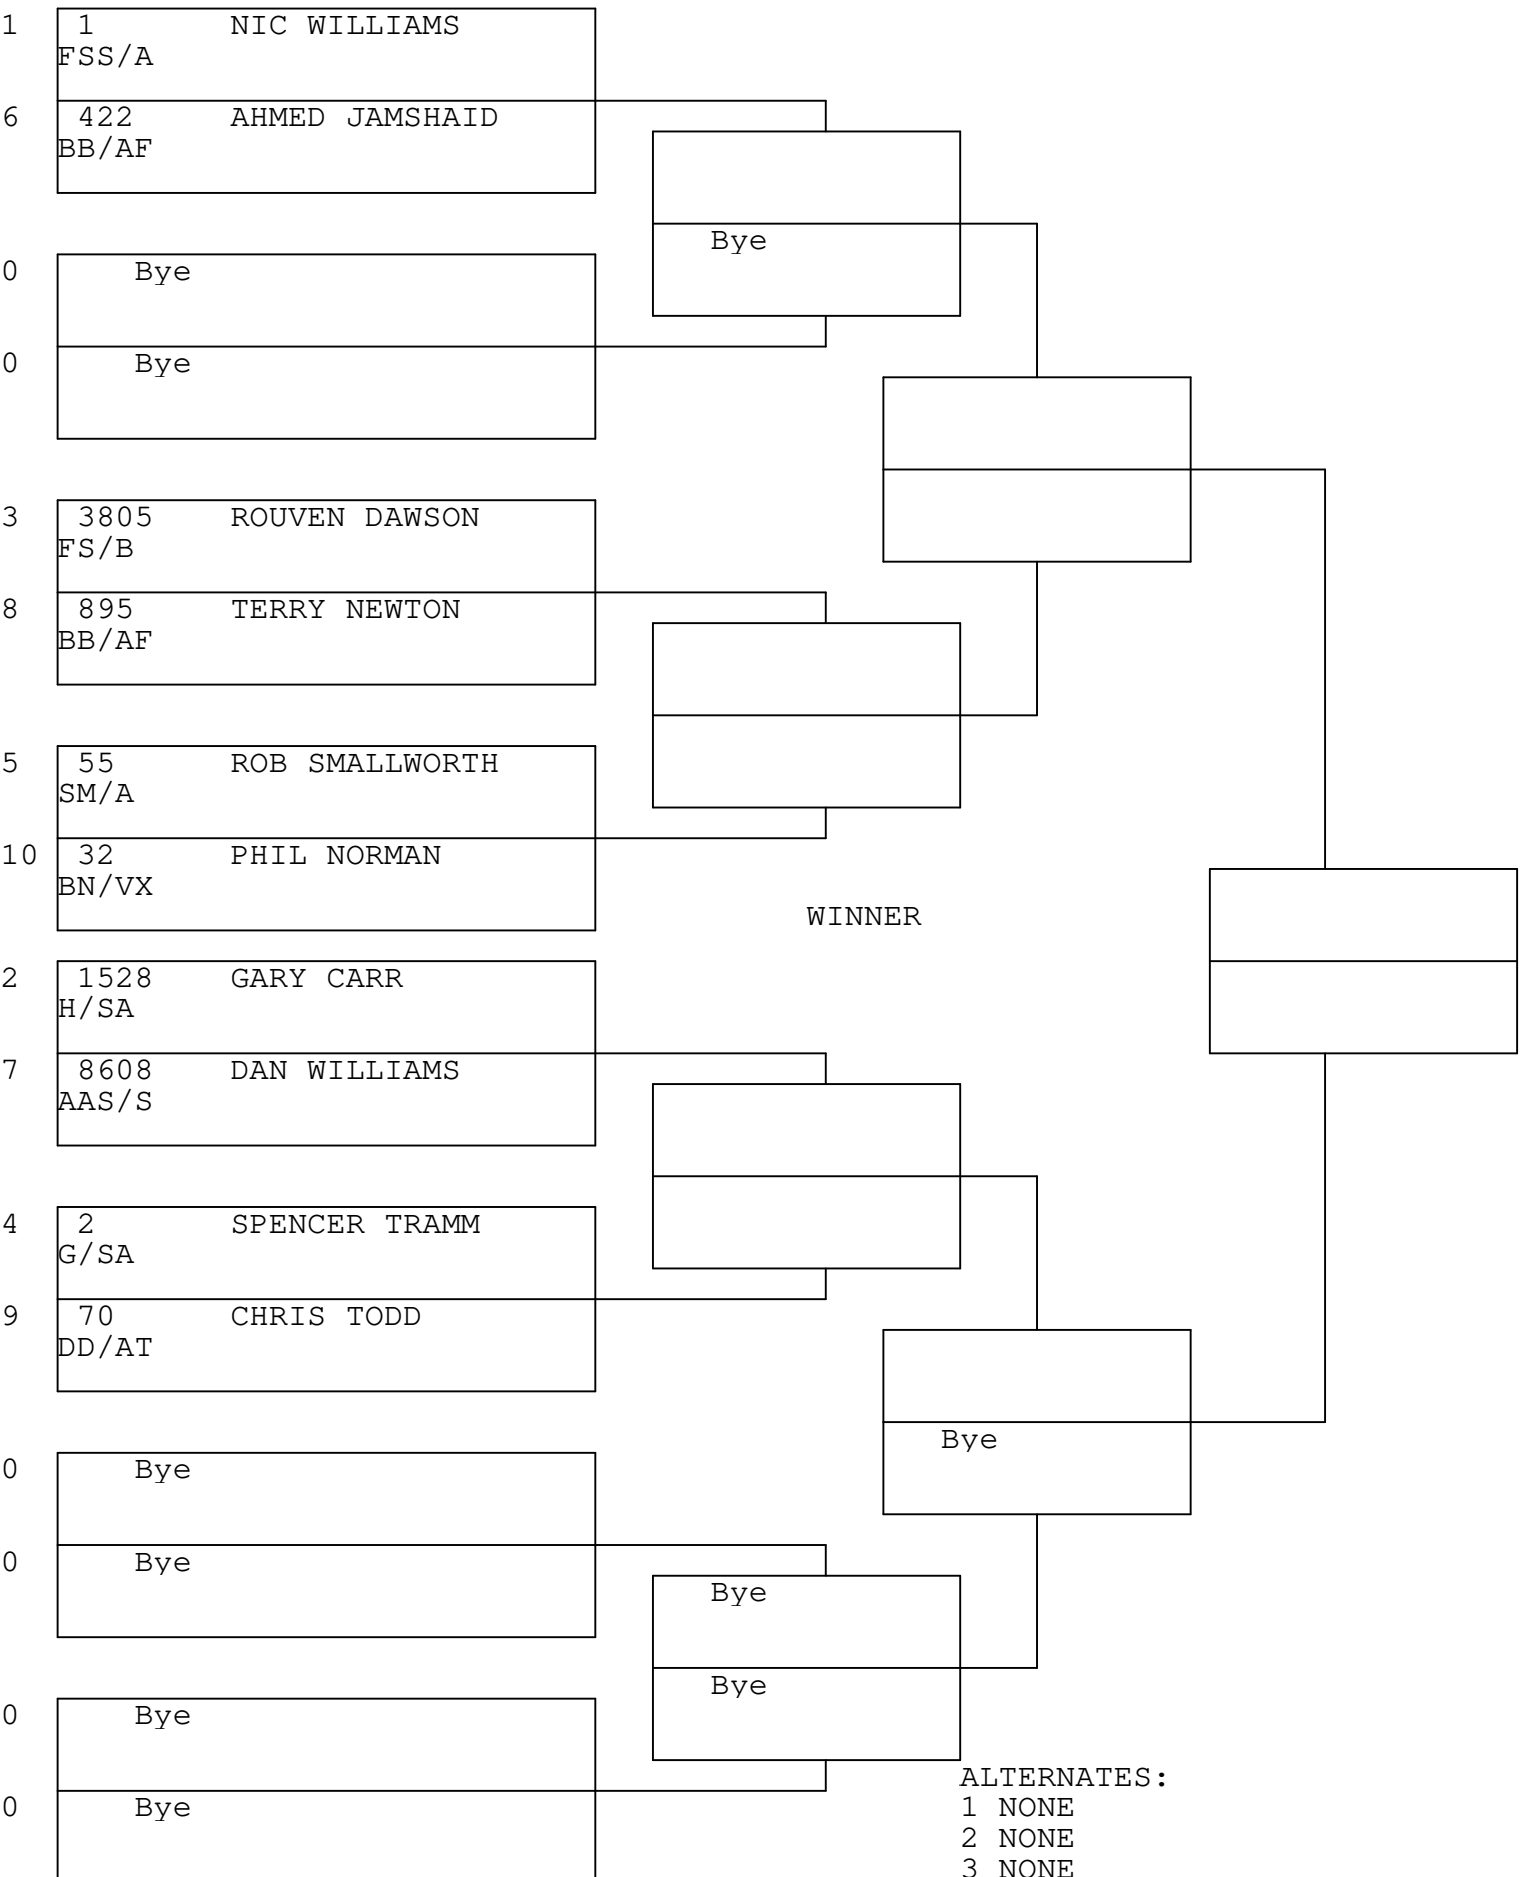 1 1 NIC WILLIAMS
FSS/A
6 422 AHMED JAMSHAID
BB/AF
Bye
0 Bye
0 Bye
3 3805 ROUVEN DAWSON
FS/B
8 895 TERRY NEWTON
BB/AF
5 55 ROB SMALLWORTH
SM/A
10 32 PHIL NORMAN
BN/VX
WINNER
2 1528 GARY CARR
H/SA
7 8608 DAN WILLIAMS
AAS/S
4 2 SPENCER TRAMM
G/SA
9 70 CHRIS TODD
DD/AT
Bye
0 Bye
0 Bye
Bye
Bye
0 Bye
0 Bye
ALTERNATES:
1 NONE
2 NONE
3 NONE